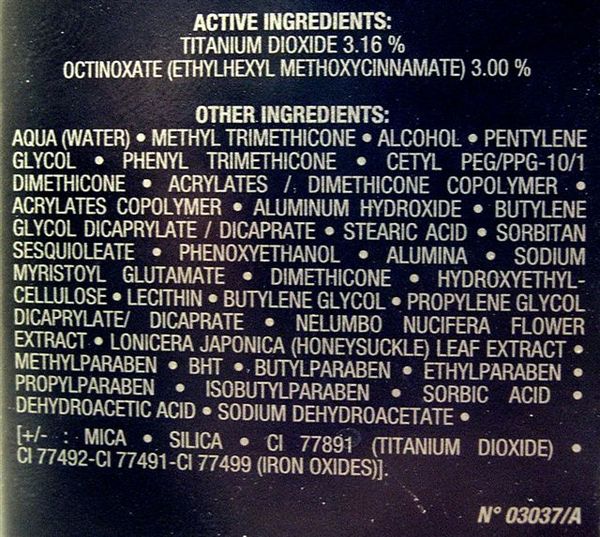 ACTIVE INGREDIENTS:
TITANIUM DIOXIDE 3.16 %
OCTINOXATE (ETHYLHEXYL METHOXYCINNAMATE) 3.00 %
OTHER INGREDIENTS:
AQUA (WATER) • METHYL TRIMETHICONE • ALCOHOL • PENTYLENE
GLYCOL • PHENYL TRIMETHICONE • CETYL PEG/PPG-10/1
DIMETHICONE • ACRYLATES / DIMETHICONE COPOLYMER •
ACRYLATES COPOLYMER • ALUMINUM HYDROXIDE • BUTYLENE
GLYCOL DICAPRYLATE / DICAPRATE • STEARIC ACID • SORBITAN
SESQUIOLEATE • PHENOXYETHANOL • ALUMINA • SODIUM
MYRISTOYL GLUTAMATE • DIMETHICONE • HYDROXYETHYL-
CELLULOSE • LECITHIN • BUTYLENE GLYCOL • PROPYLENE GLYCOL
DICAPRYLATE/ DICAPRATE • NELUMBO NUCIFERA FLOWER
EXTRACT • LONICERA JAPONICA (HONEYSUCKLE) LEAF EXTRACT •
METHYLPARABEN • BHT • BUTYLPARABEN • ETHYLPARABEN •
PROPYLPARABEN • ISOBUTYLPARABEN • SORBIC ACID •
DEHYDROACETIC ACID • SODIUM DEHYDROACETATE •
[+/- : MICA • SILICA • CI 77891 (TITANIUM DIOXIDE) •
CI 77492-CI 77491-CI 77499 (IRON OXIDES)].
N° 03037/A